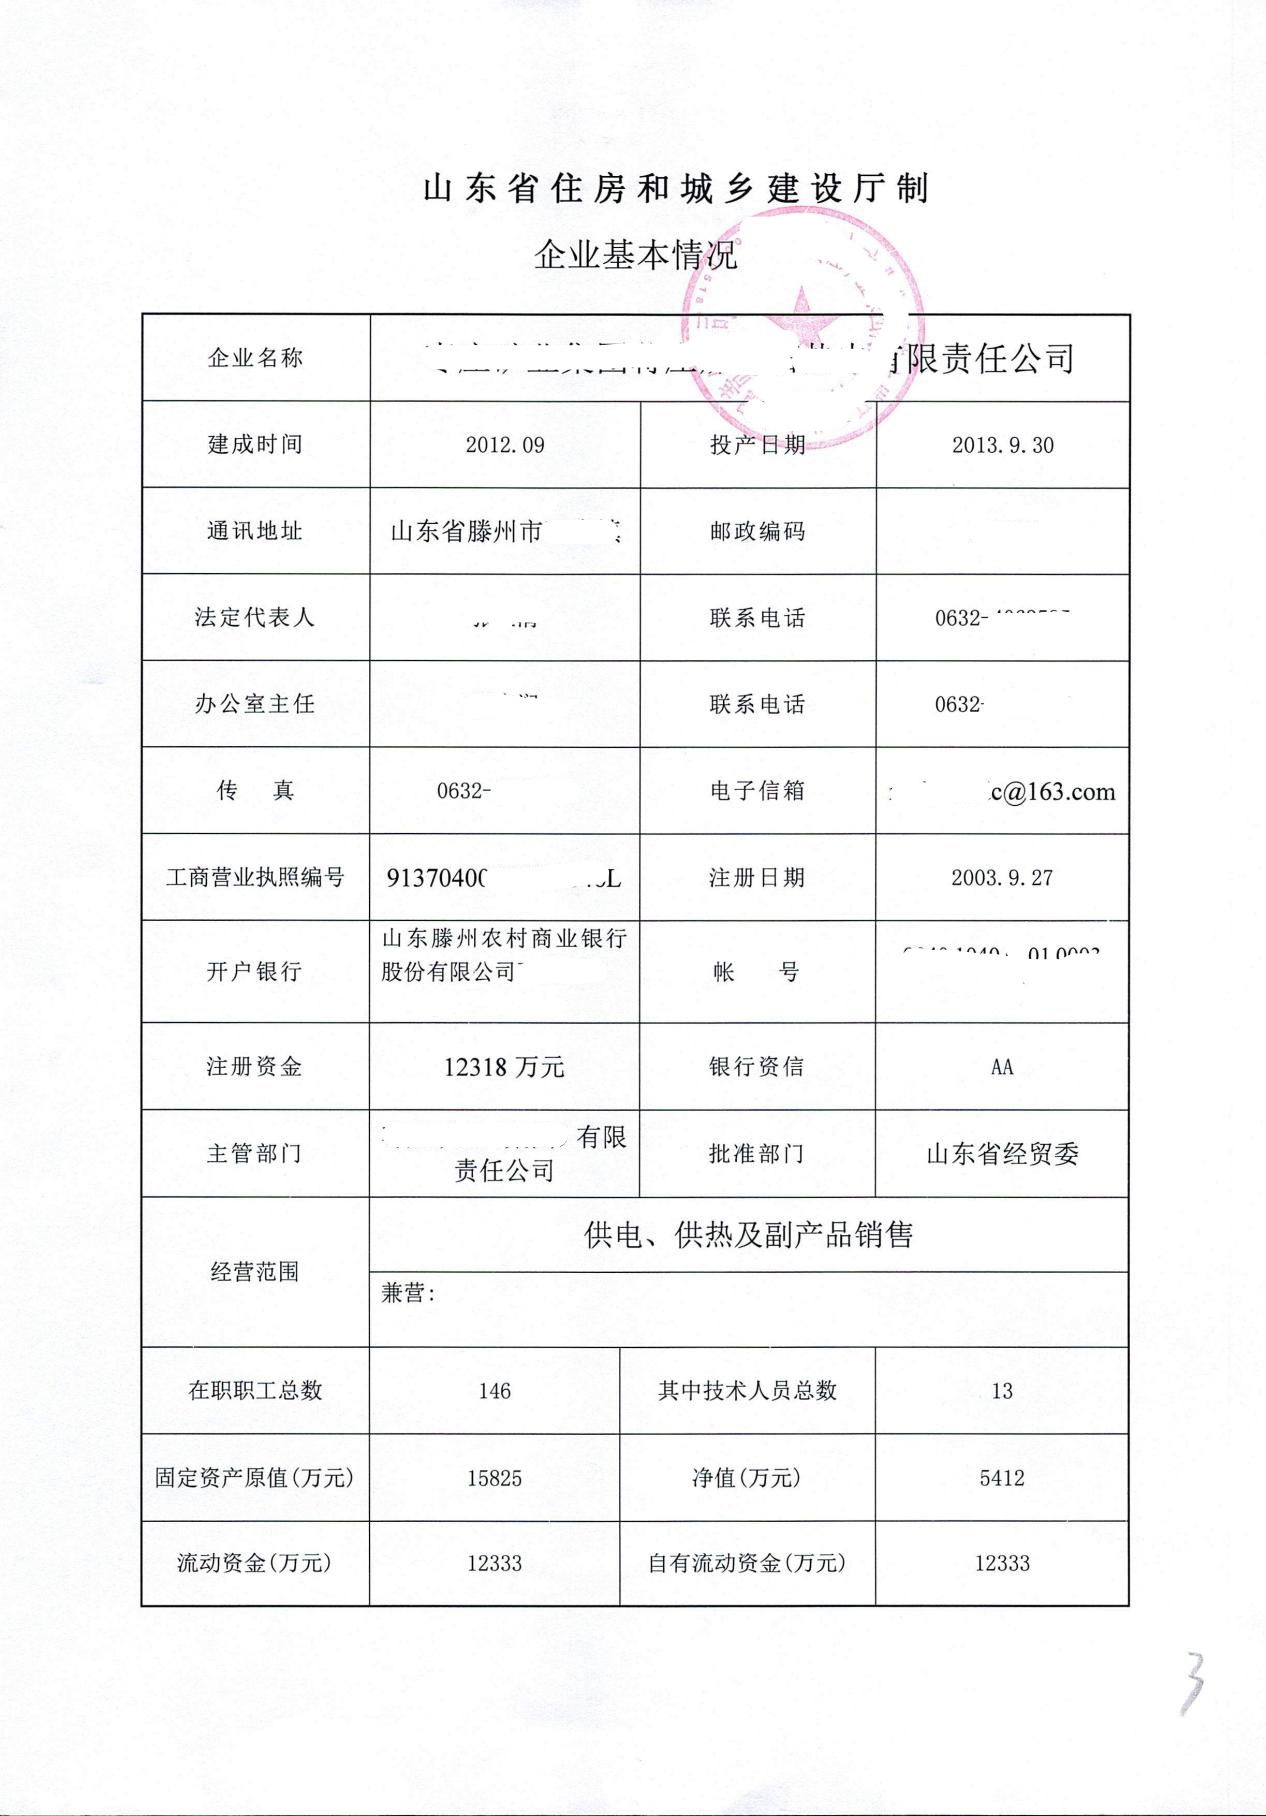 山东省住房和城乡建设厅制
企业基本情况
企业名称 有限责任公司
建成时间 2012.09 投产日期 2013.9.30
通讯地址 山东省滕州市 邮政编码
法定代表人 联系电话 0632-
办公室主任 联系电话 0632-
传 真 0632- 电子信箱 c@163.com
工商营业执照编号 9137040 L 注册日期 2003.9.27
开户银行 山东滕州农村商业银行
股份有限公司 帐 号
注册资金 12318 万元 银行资信 AA
主管部门 有限
责任公司 批准部门 山东省经贸委
经营范围 供电、供热及副产品销售
兼营:
在职职工总数 146 其中技术人员总数 13
固定资产原值(万元) 15825 净值(万元) 5412
流动资金(万元) 12333 自有流动资金(万元) 12333
3